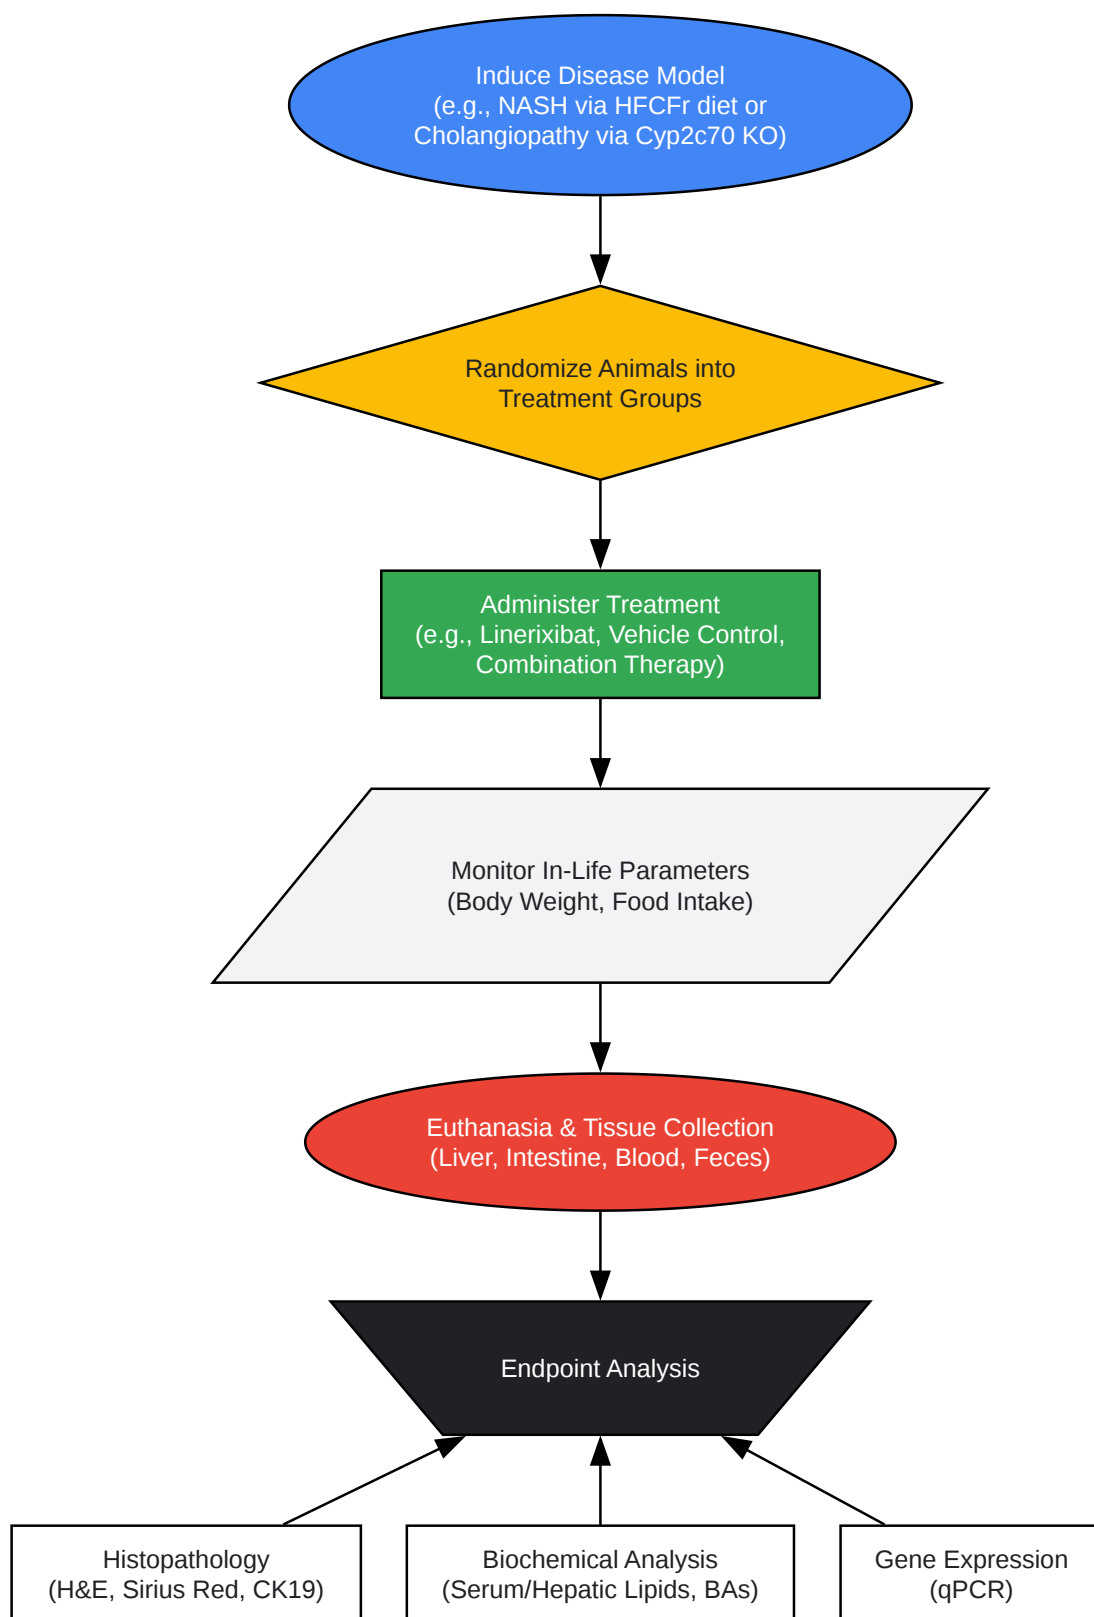 Induce Disease Model
(e.g., NASH via HFCFr diet or
Cholangiopathy via Cyp2c70 KO)
Randomize Animals into
Treatment Groups
Administer Treatment
(e.g., Linerixibat, Vehicle Control,
Combination Therapy)
Monitor In-Life Parameters
(Body Weight, Food Intake)
Euthanasia & Tissue Collection
(Liver, Intestine, Blood, Feces)
Endpoint Analysis
Histopathology
(H&E, Sirius Red, CK19)
Biochemical Analysis
(Serum/Hepatic Lipids, BAs)
Gene Expression
(qPCR)